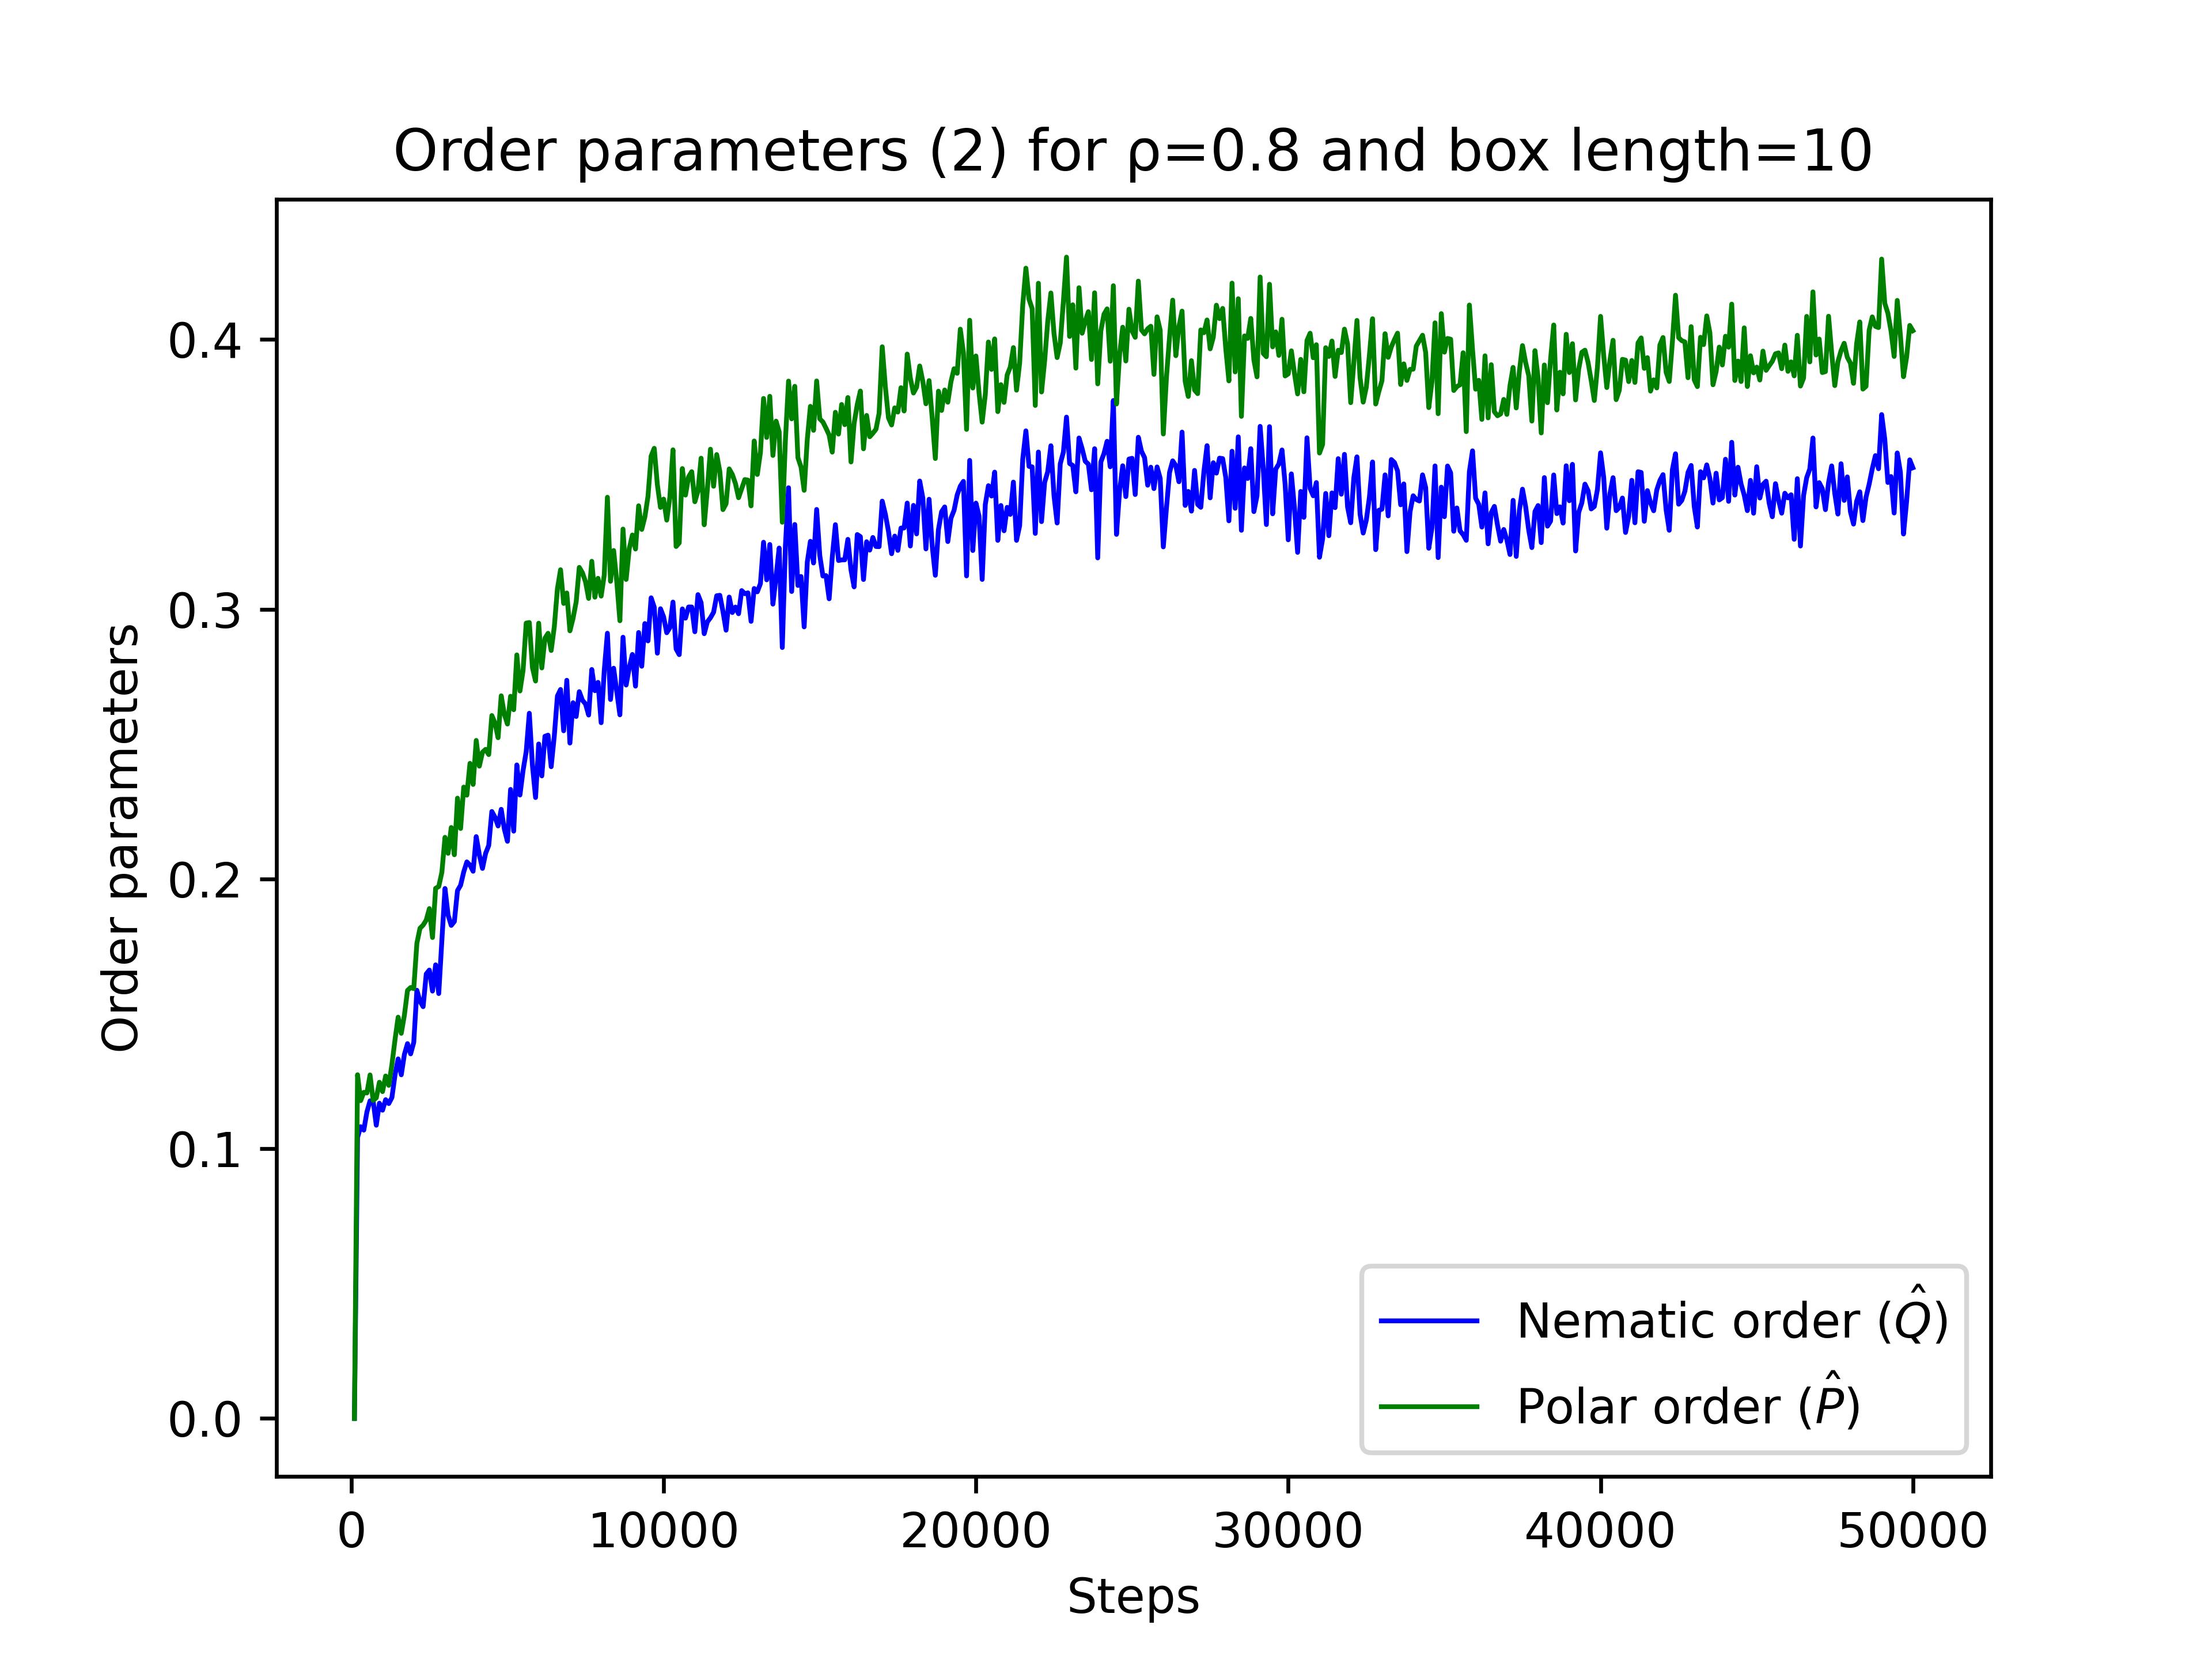 Order parameters (2) for ρ=0.8 and box length=10
Order parameters
0.4
0.3
0.2
0.1
0.0
0 10000 20000 30000 40000 50000
Steps
Nematic order (Q̂)
Polar order (P̂)